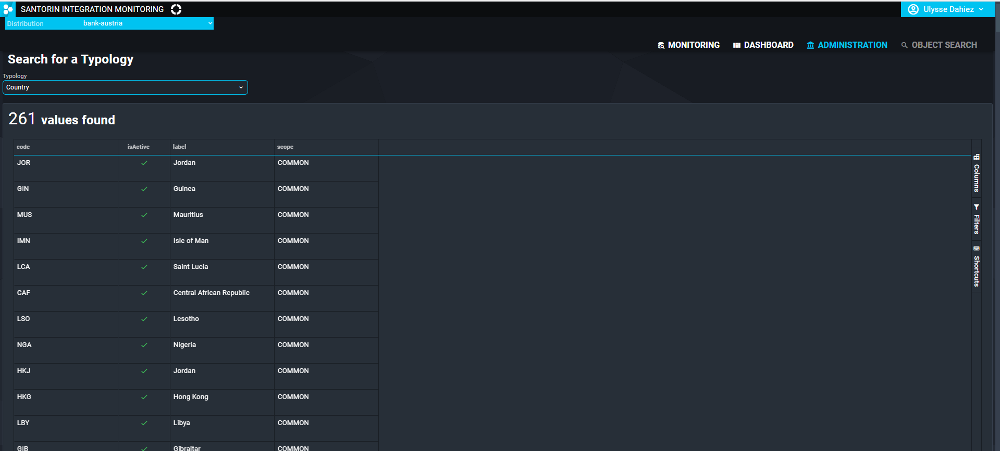 SANTORIN INTEGRATION MONITORING
Ulysse Dahiez
Distribution bank-austria
MONITORING DASHBOARD ADMINISTRATION OBJECT SEARCH
Search for a Typology
Typology
Country
261 values found
code isActive label scope
JOR Jordan COMMON
GIN Guinea COMMON
MUS Mauritius COMMON
IMN Isle of Man COMMON
LCA Saint Lucia COMMON
CAF Central African Republic COMMON
LSO Lesotho COMMON
NGA Nigeria COMMON
HKJ Jordan COMMON
HKG Hong Kong COMMON
LBY Libya COMMON
GIB Gibraltar COMMON
Columns
Filters
Shortcuts